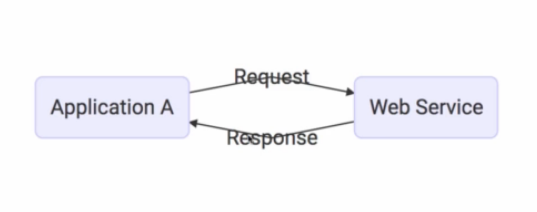 Request
Application A
Web Service
Response